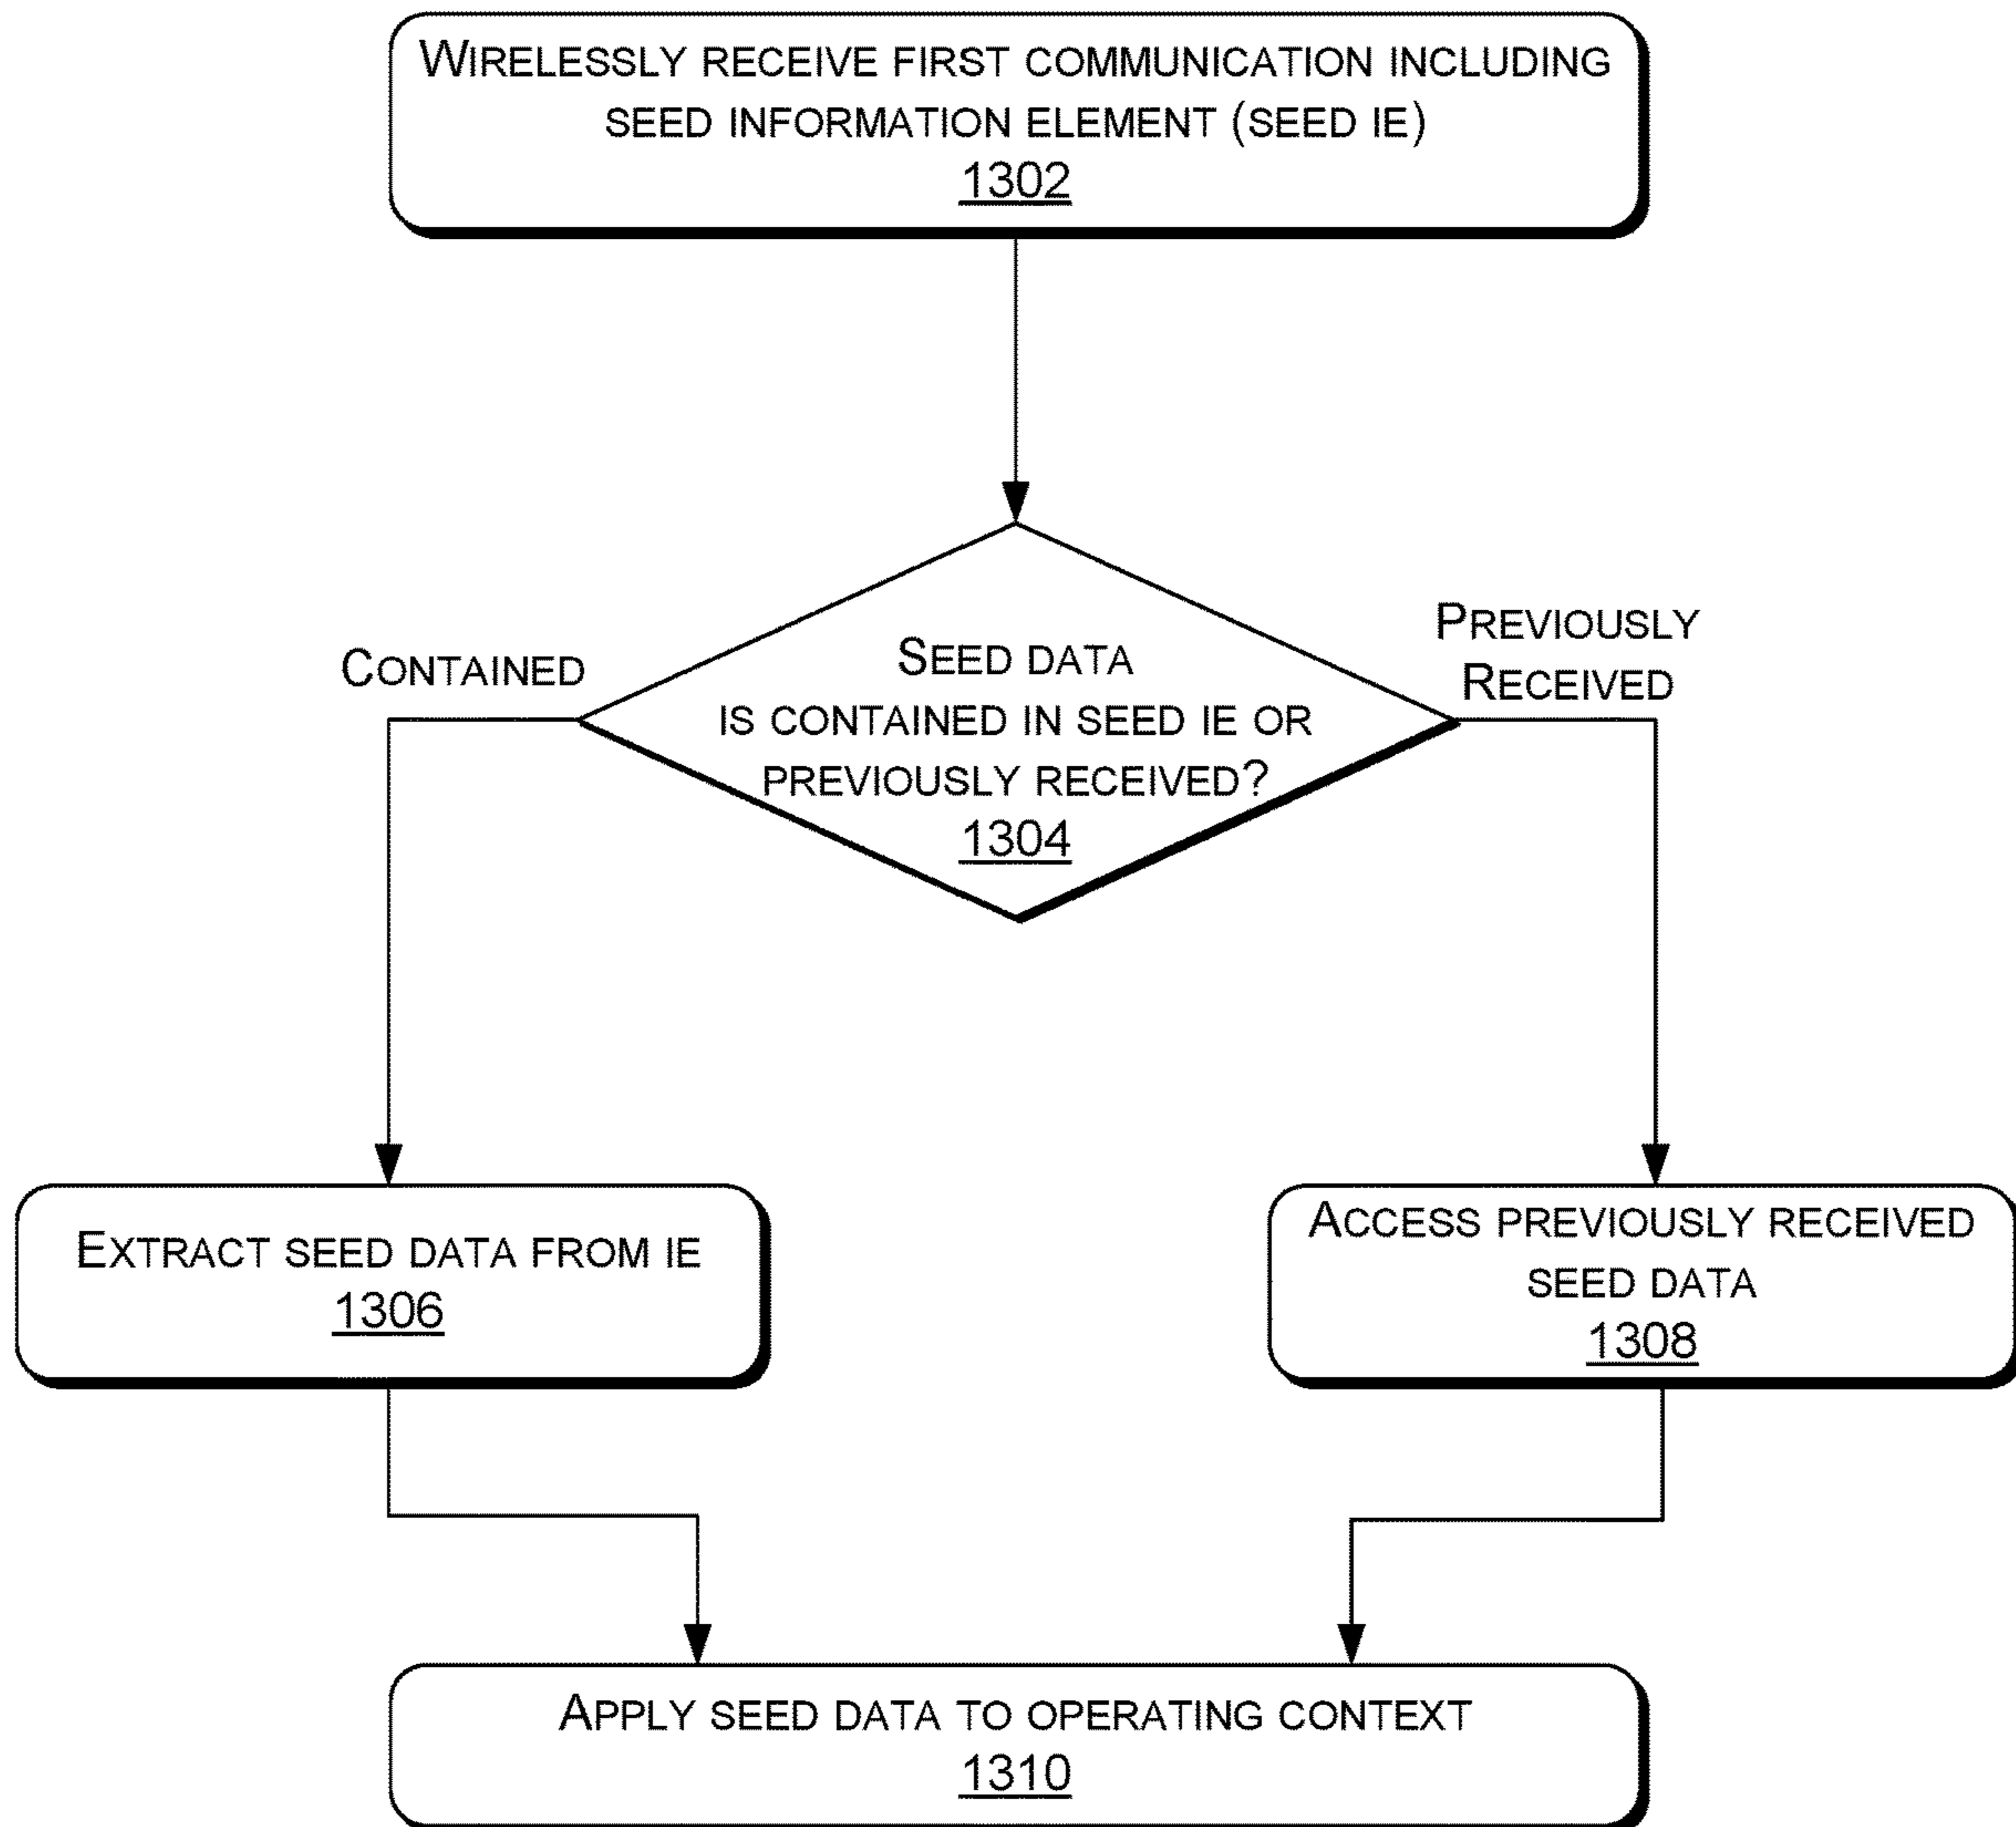 WIRELESSLY RECEIVE FIRST COMMUNICATION INCLUDING
SEED INFORMATION ELEMENT (SEED IE)
1302
CONTAINED
PREVIOUSLY
RECEIVED
SEED DATA
IS CONTAINED IN SEED IE OR
PREVIOUSLY RECEIVED?
1304
EXTRACT SEED DATA FROM IE
1306
ACCESS PREVIOUSLY RECEIVED
SEED DATA
1308
APPLY SEED DATA TO OPERATING CONTEXT
1310